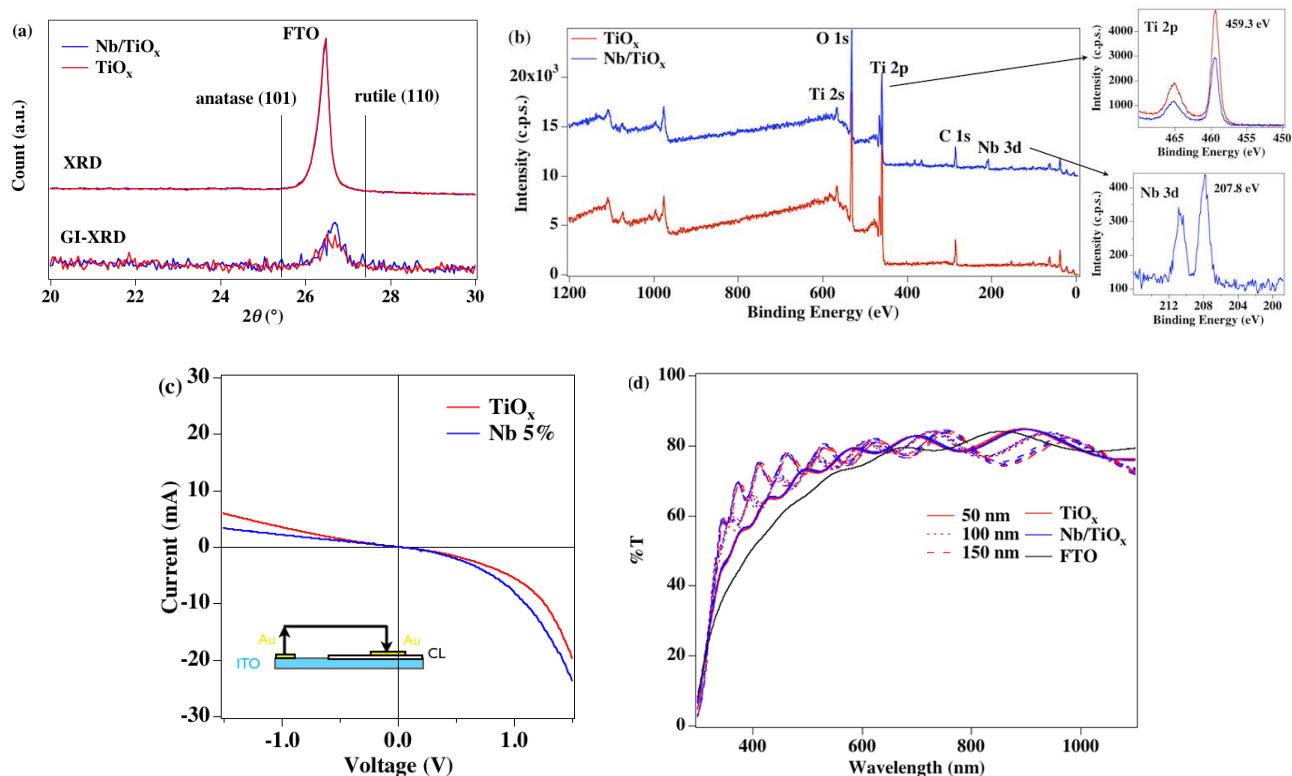 (a)
Nb/TiOx
TiOx
FTO
anatase (101)
rutile (110)
XRD
GI-XRD
Count (a.u.)
20 22 24 26 28 30
2θ (°)
(b)
TiOx
Nb/TiOx
O 1s
Ti 2p
Ti 2s
C 1s
Nb 3d
20x10³
15
10
5
0
Intensity (c.p.s.)
1200 1000 800 600 400 200 0
Binding Energy (eV)
Ti 2p
459.3 eV
5000
4000
3000
2000
1000
Intensity (c.p.s.)
465 460 455 450
Binding Energy (eV)
Nb 3d
207.8 eV
400
300
200
100
Intensity (c.p.s.)
212 208 204 200
Binding Energy (eV)
(c)
TiOx
Nb 5%
30
20
10
0
-10
-20
-30
Current (mA)
Au
Au
ITO
CL
-1.0 0.0 1.0
Voltage (V)
(d)
100
80
60
40
20
0
%T
50 nm TiOx
100 nm Nb/TiOx
150 nm FTO
400 600 800 1000
Wavelength (nm)